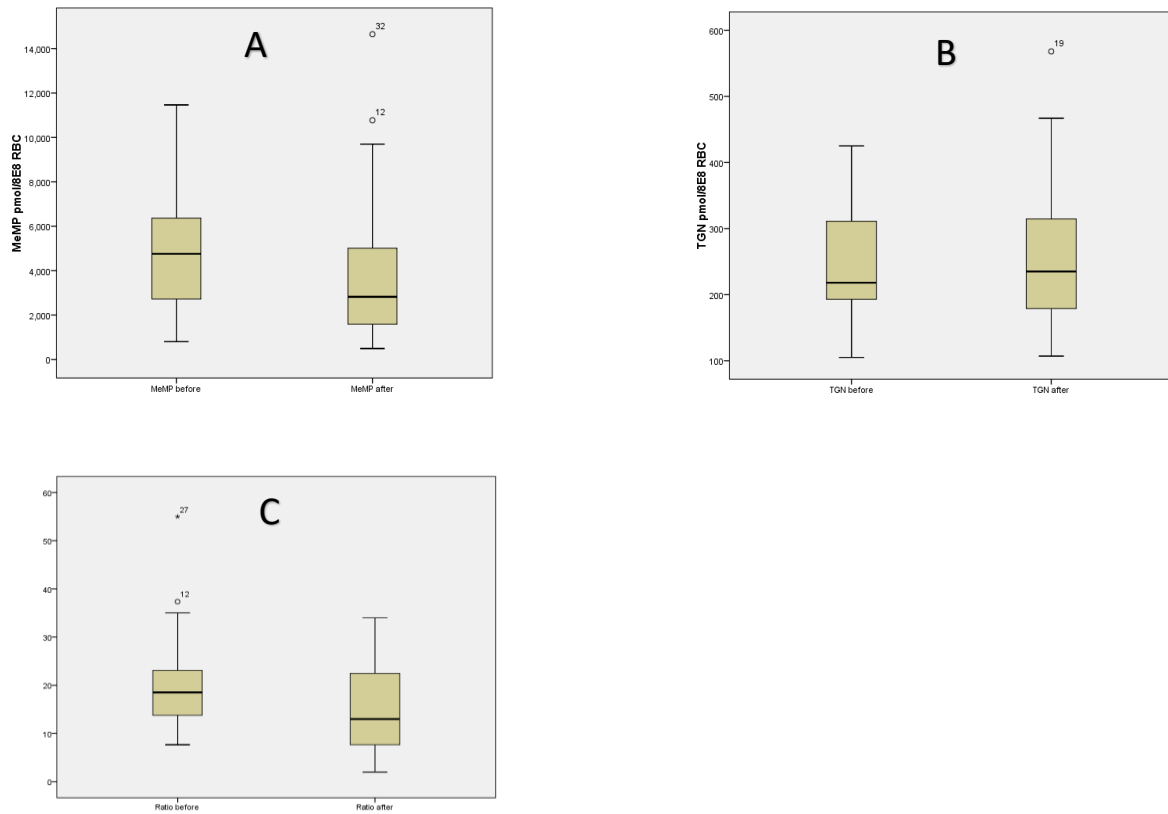 A
MeMP pmol/8E8 RBC
14,000
12,000
10,000
8,000
6,000
4,000
2,000
0
32
12
MeMP before
MeMP after
B
TGN pmol/8E8 RBC
600
500
400
300
200
100
19
TGN before
TGN after
C
60
50
40
30
20
10
0
27
12
Ratio before
Ratio after